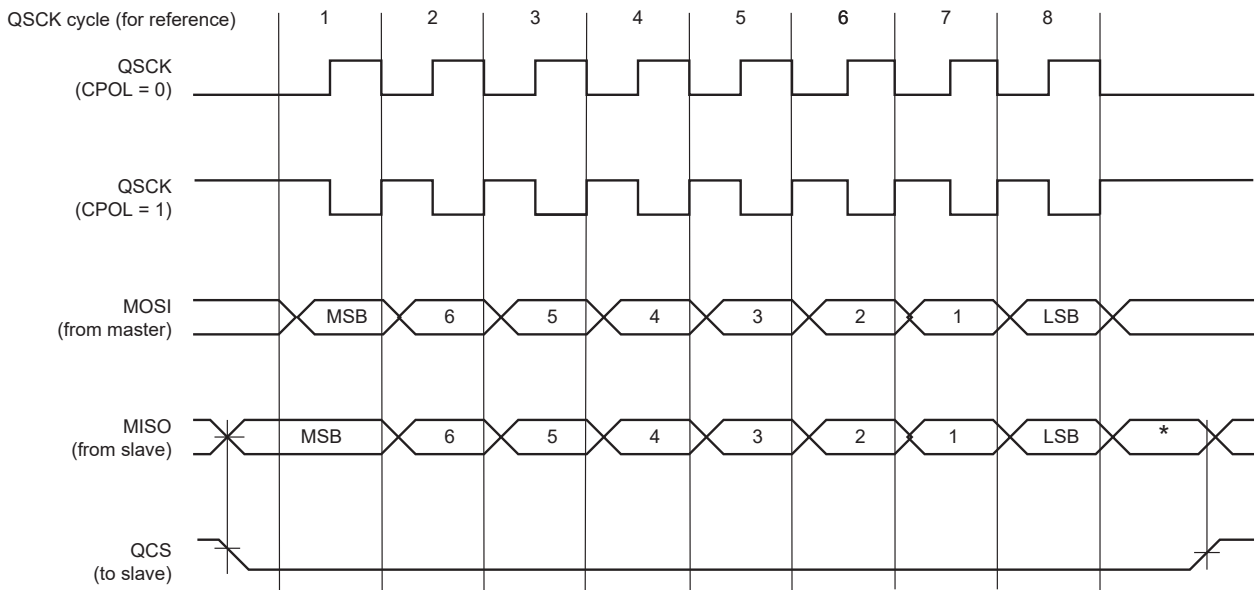 QSCK cycle (for reference) 1 2 3 4 5 6 7 8
QSCK
(CPOL = 0)
QSCK
(CPOL = 1)
MOSI
(from master)
MSB 6 5 4 3 2 1 LSB
MISO
(from slave)
MSB 6 5 4 3 2 1 LSB *
QCS
(to slave)